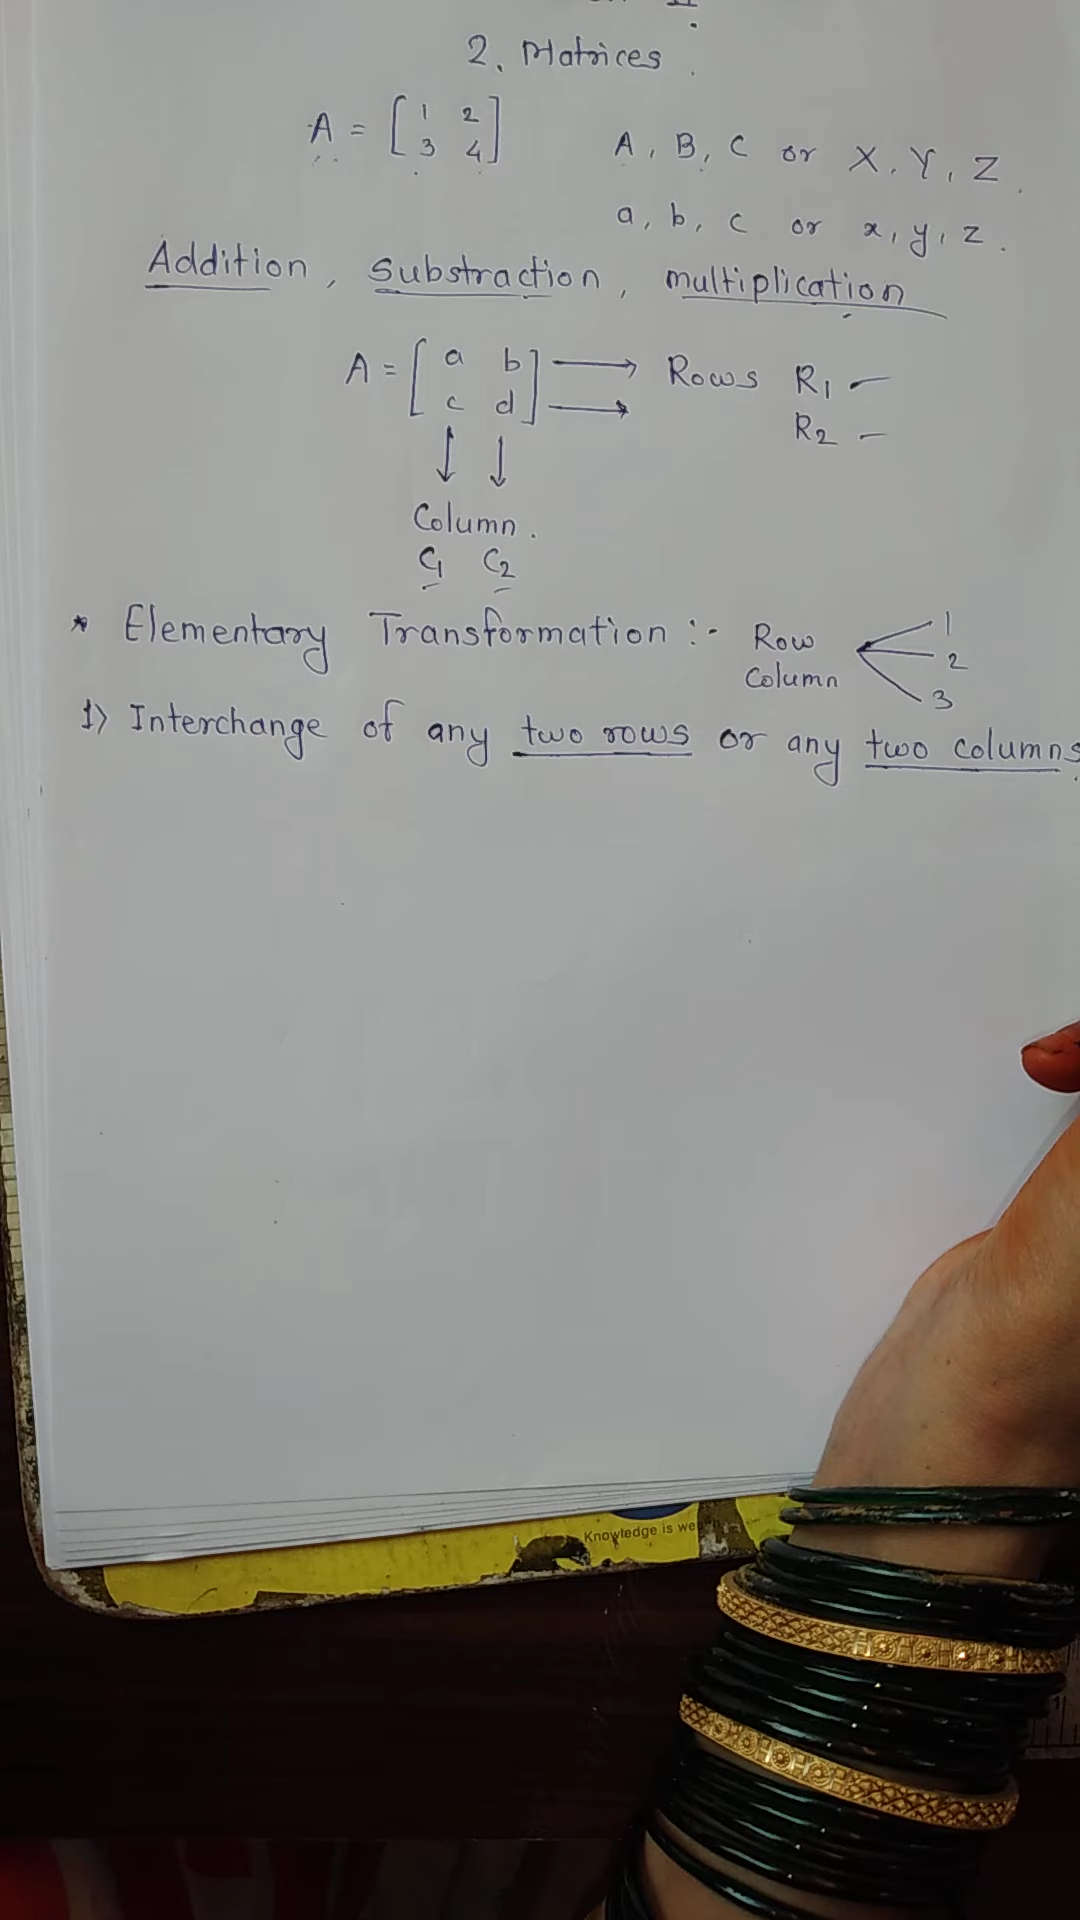 2. Matrices.
A = [ 1 2
3 4 ]
A, B, C or X, Y, Z.
a, b, c or x, y, z.
Addition, substraction, multiplication
A = [ a b
c d ]
Rows R1 -
R2 -
Column.
C1 C2
* Elementary Transformation :- Row
Column
1
2
3
1) Interchange of any two rows or any two columns.
Knowledge is